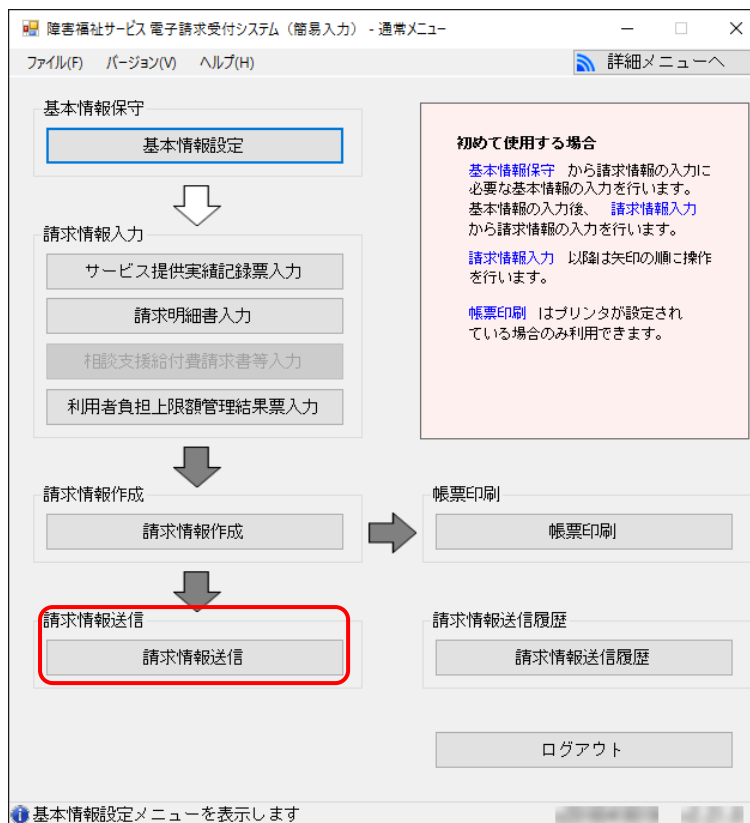 障害福祉サービス 電子請求受付システム（簡易入力） - 通常メニュー
ファイル(F) バージョン(V) ヘルプ(H)
詳細メニューへ
基本情報保守
基本情報設定
初めて使用する場合
基本情報保守 から請求情報の入力に
必要な基本情報の入力を行います。
基本情報の入力後、 請求情報入力
から請求情報の入力を行います。
請求情報入力 以降は矢印の順に操作
を行います。
帳票印刷 はプリンタが設定され
ている場合のみ利用できます。
請求情報入力
サービス提供実績記録票入力
請求明細書入力
相談支援給付費請求書等入力
利用者負担上限額管理結果票入力
請求情報作成
請求情報作成
帳票印刷
帳票印刷
請求情報送信
請求情報送信
請求情報送信履歴
請求情報送信履歴
ログアウト
基本情報設定メニューを表示します